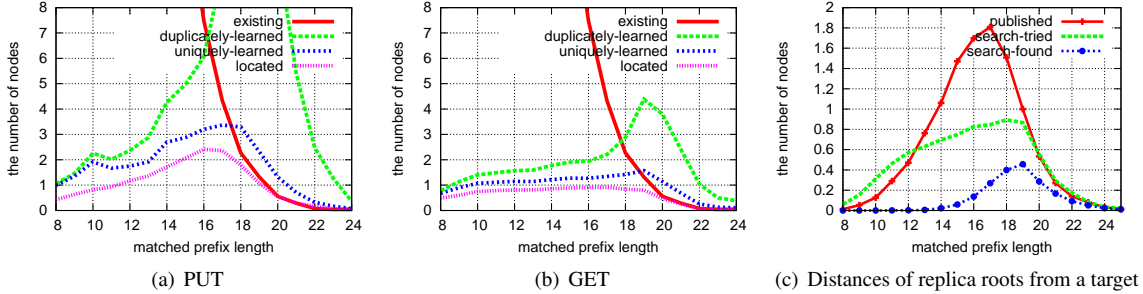 the number of nodes
8
7
6
5
4
3
2
1
0
existing
duplicately-learned
uniquely-learned
located
8 10 12 14 16 18 20 22 24
matched prefix length
(a) PUT
the number of nodes
8
7
6
5
4
3
2
1
0
existing
duplicately-learned
uniquely-learned
located
8 10 12 14 16 18 20 22 24
matched prefix length
(b) GET
the number of nodes
2
1.8
1.6
1.4
1.2
1
0.8
0.6
0.4
0.2
0
published
search-tried
search-found
8 10 12 14 16 18 20 22 24
matched prefix length
(c) Distances of replica roots from a target